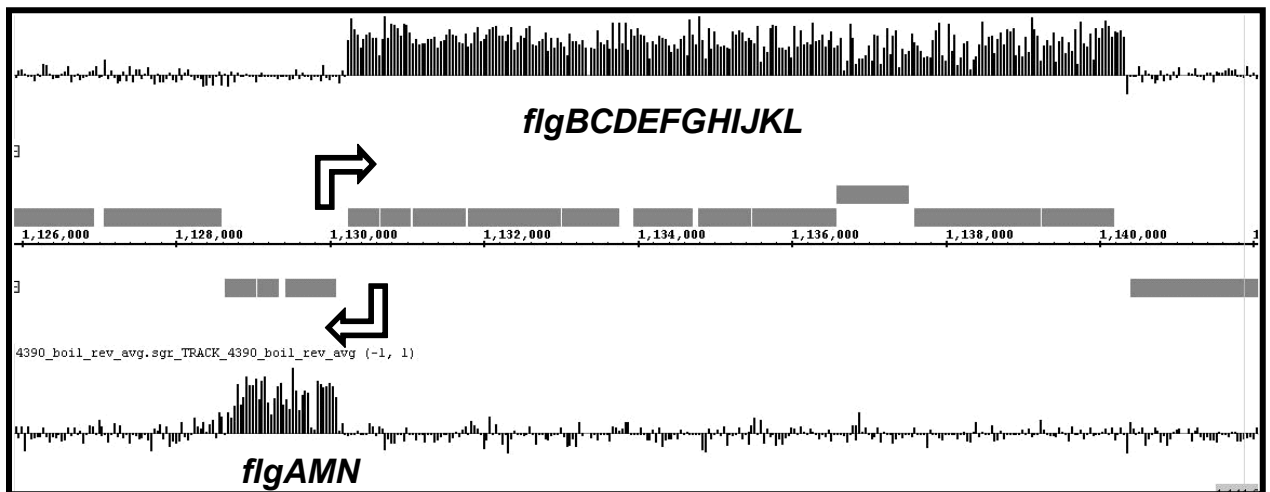 flgBCDEFGHIJKL
1,126,000 1,128,000 1,130,000 1,132,000 1,134,000 1,136,000 1,138,000 1,140,000 1
4390_boil_rev_avg.sgr_TRACK_4390_boil_rev_avg (-1, 1)
flgAMN